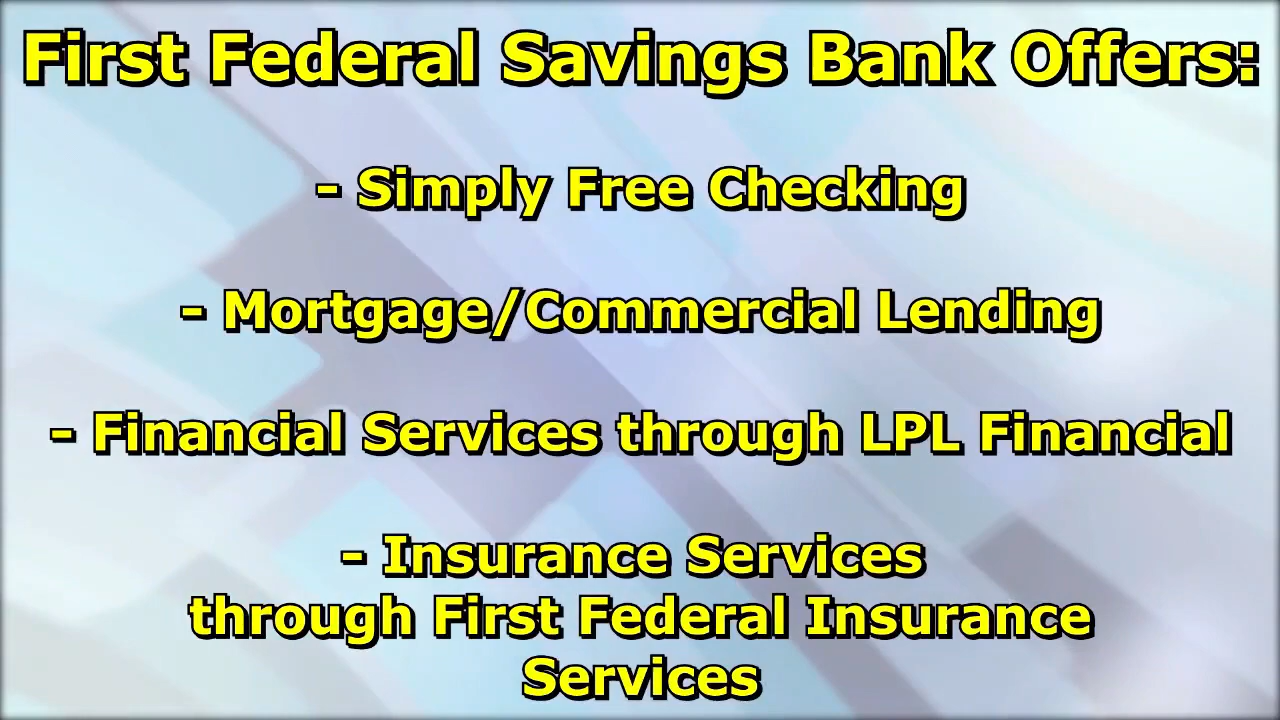 First Federal Savings Bank Offers:
- Simply Free Checking
- Mortgage/Commercial Lending
- Financial Services through LPL Financial
- Insurance Services
through First Federal Insurance
Services